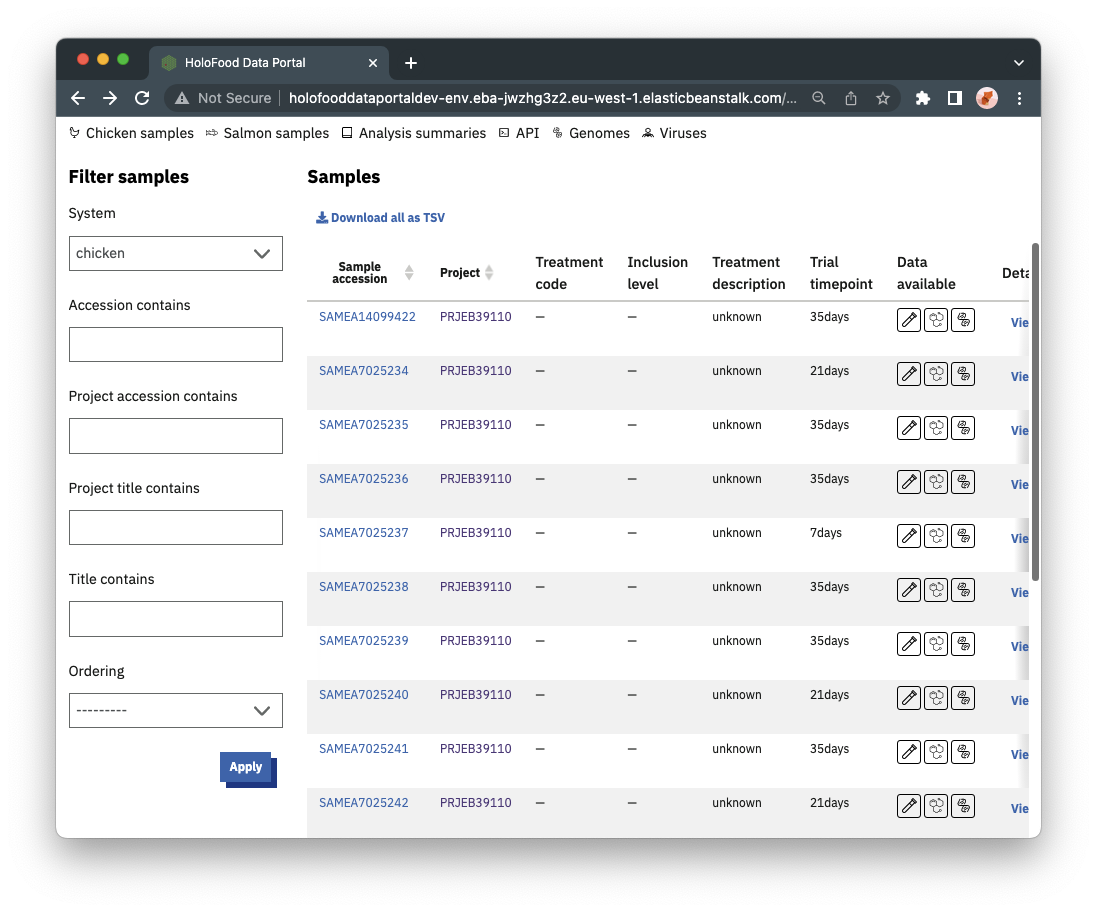 HoloFood Data Portal
Not Secure holofooddataportaldev-env.eba-jwzhg3z2.eu-west-1.elasticbeanstalk.com/...
Chicken samples Salmon samples Analysis summaries API Genomes Viruses
Filter samples
System
chicken
Accession contains
Project accession contains
Project title contains
Title contains
Ordering
---------
Apply
Samples
Download all as TSV
Sample accession Project Treatment code Inclusion level Treatment description Trial timepoint Data available Deta
SAMEA14099422 PRJEB39110 — — unknown 35days Vie
SAMEA7025234 PRJEB39110 — — unknown 21days Vie
SAMEA7025235 PRJEB39110 — — unknown 35days Vie
SAMEA7025236 PRJEB39110 — — unknown 35days Vie
SAMEA7025237 PRJEB39110 — — unknown 7days Vie
SAMEA7025238 PRJEB39110 — — unknown 35days Vie
SAMEA7025239 PRJEB39110 — — unknown 35days Vie
SAMEA7025240 PRJEB39110 — — unknown 21days Vie
SAMEA7025241 PRJEB39110 — — unknown 35days Vie
SAMEA7025242 PRJEB39110 — — unknown 21days Vie